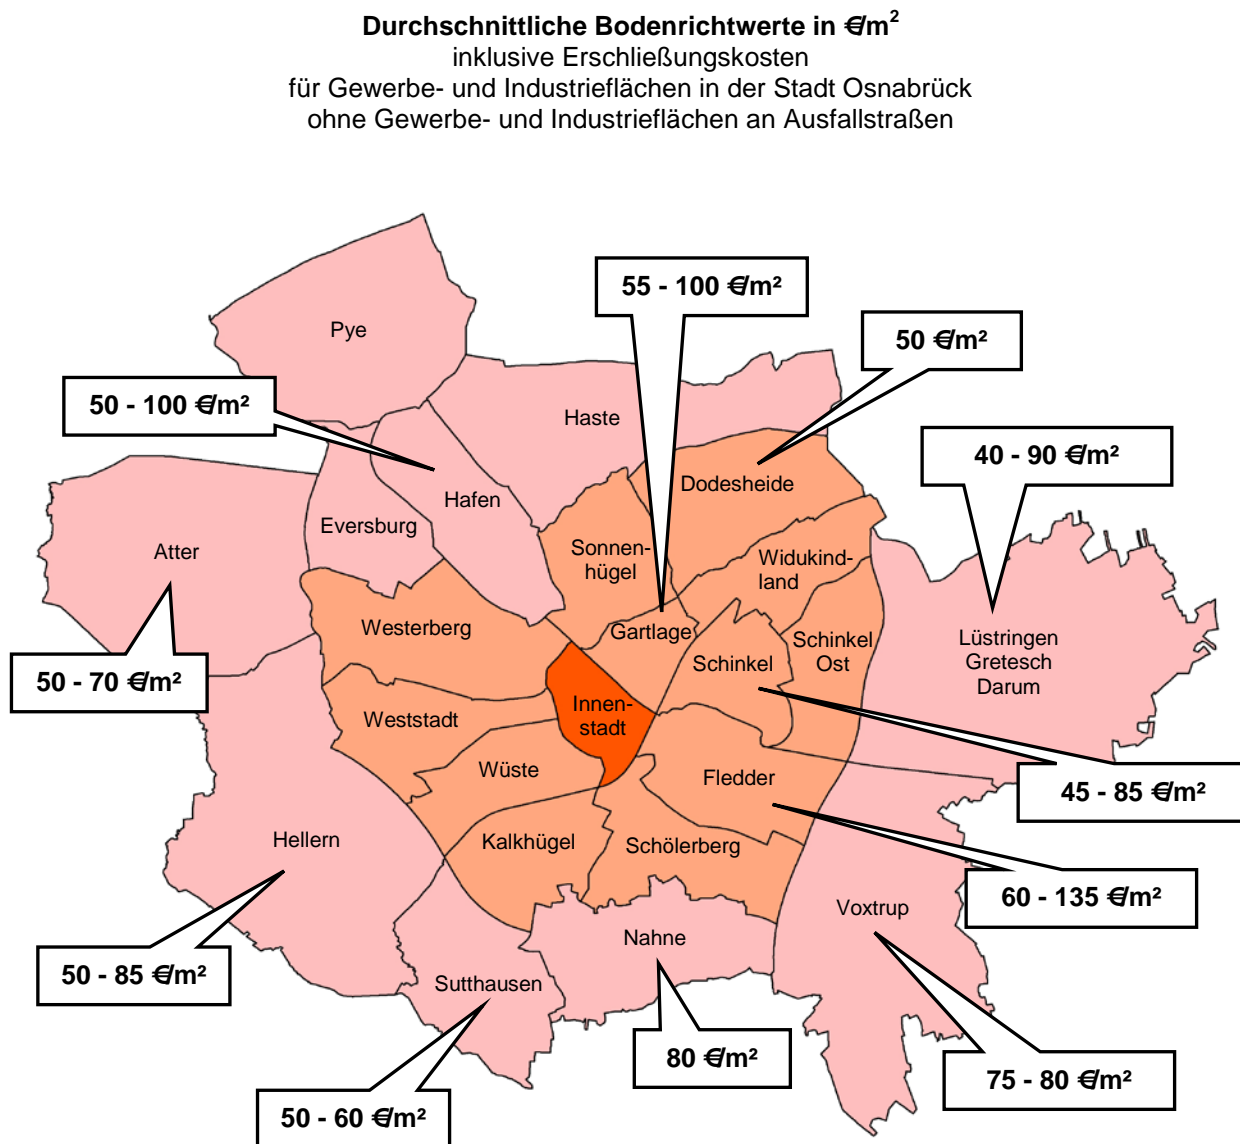 Durchschnittliche Bodenrichtwerte in €/m²
inklusive Erschließungskosten
für Gewerbe- und Industrieflächen in der Stadt Osnabrück
ohne Gewerbe- und Industrieflächen an Ausfallstraßen
55 - 100 €/m²
Pye
50 €/m²
50 - 100 €/m²
Haste
40 - 90 €/m²
Dodesheide
Hafen
Eversburg
Atter
Sonnen-
hügel
Widukind-
land
Westerberg
Gartlage
Schinkel
Schinkel
Ost
Lüstringen
Gretesch
Darum
50 - 70 €/m²
Innen-
stadt
Weststadt
Wüste
Fledder
45 - 85 €/m²
Hellern
Kalkhügel
Schölerberg
60 - 135 €/m²
Voxtrup
Nahne
50 - 85 €/m²
Sutthausen
80 €/m²
75 - 80 €/m²
50 - 60 €/m²